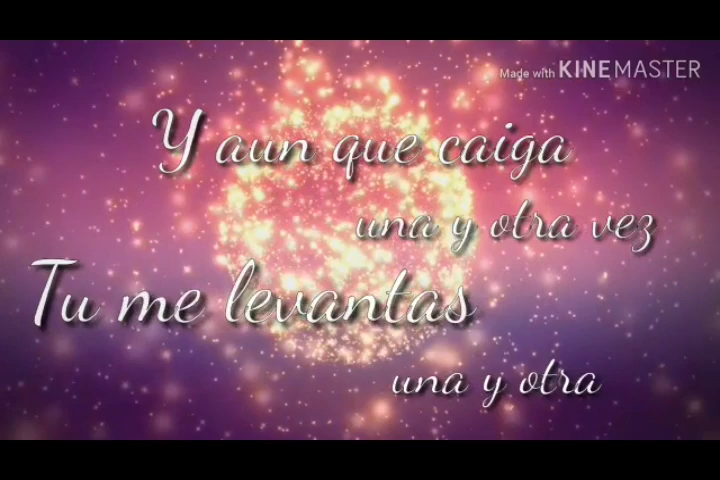 Made with KINEMASTER
Y aun que caiga
una y otra vez
Tu me levantas
una y otra